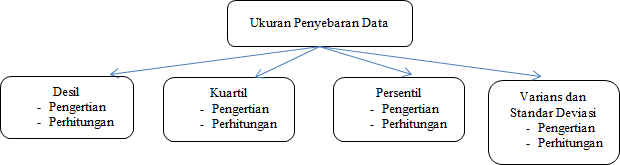 Ukuran Penyebaran Data
Desil
- Pengertian
- Perhitungan
Kuartil
- Pengertian
- Perhitungan
Persentil
- Pengertian
- Perhitungan
Varians dan
Standar Deviasi
- Pengertian
- Perhitungan